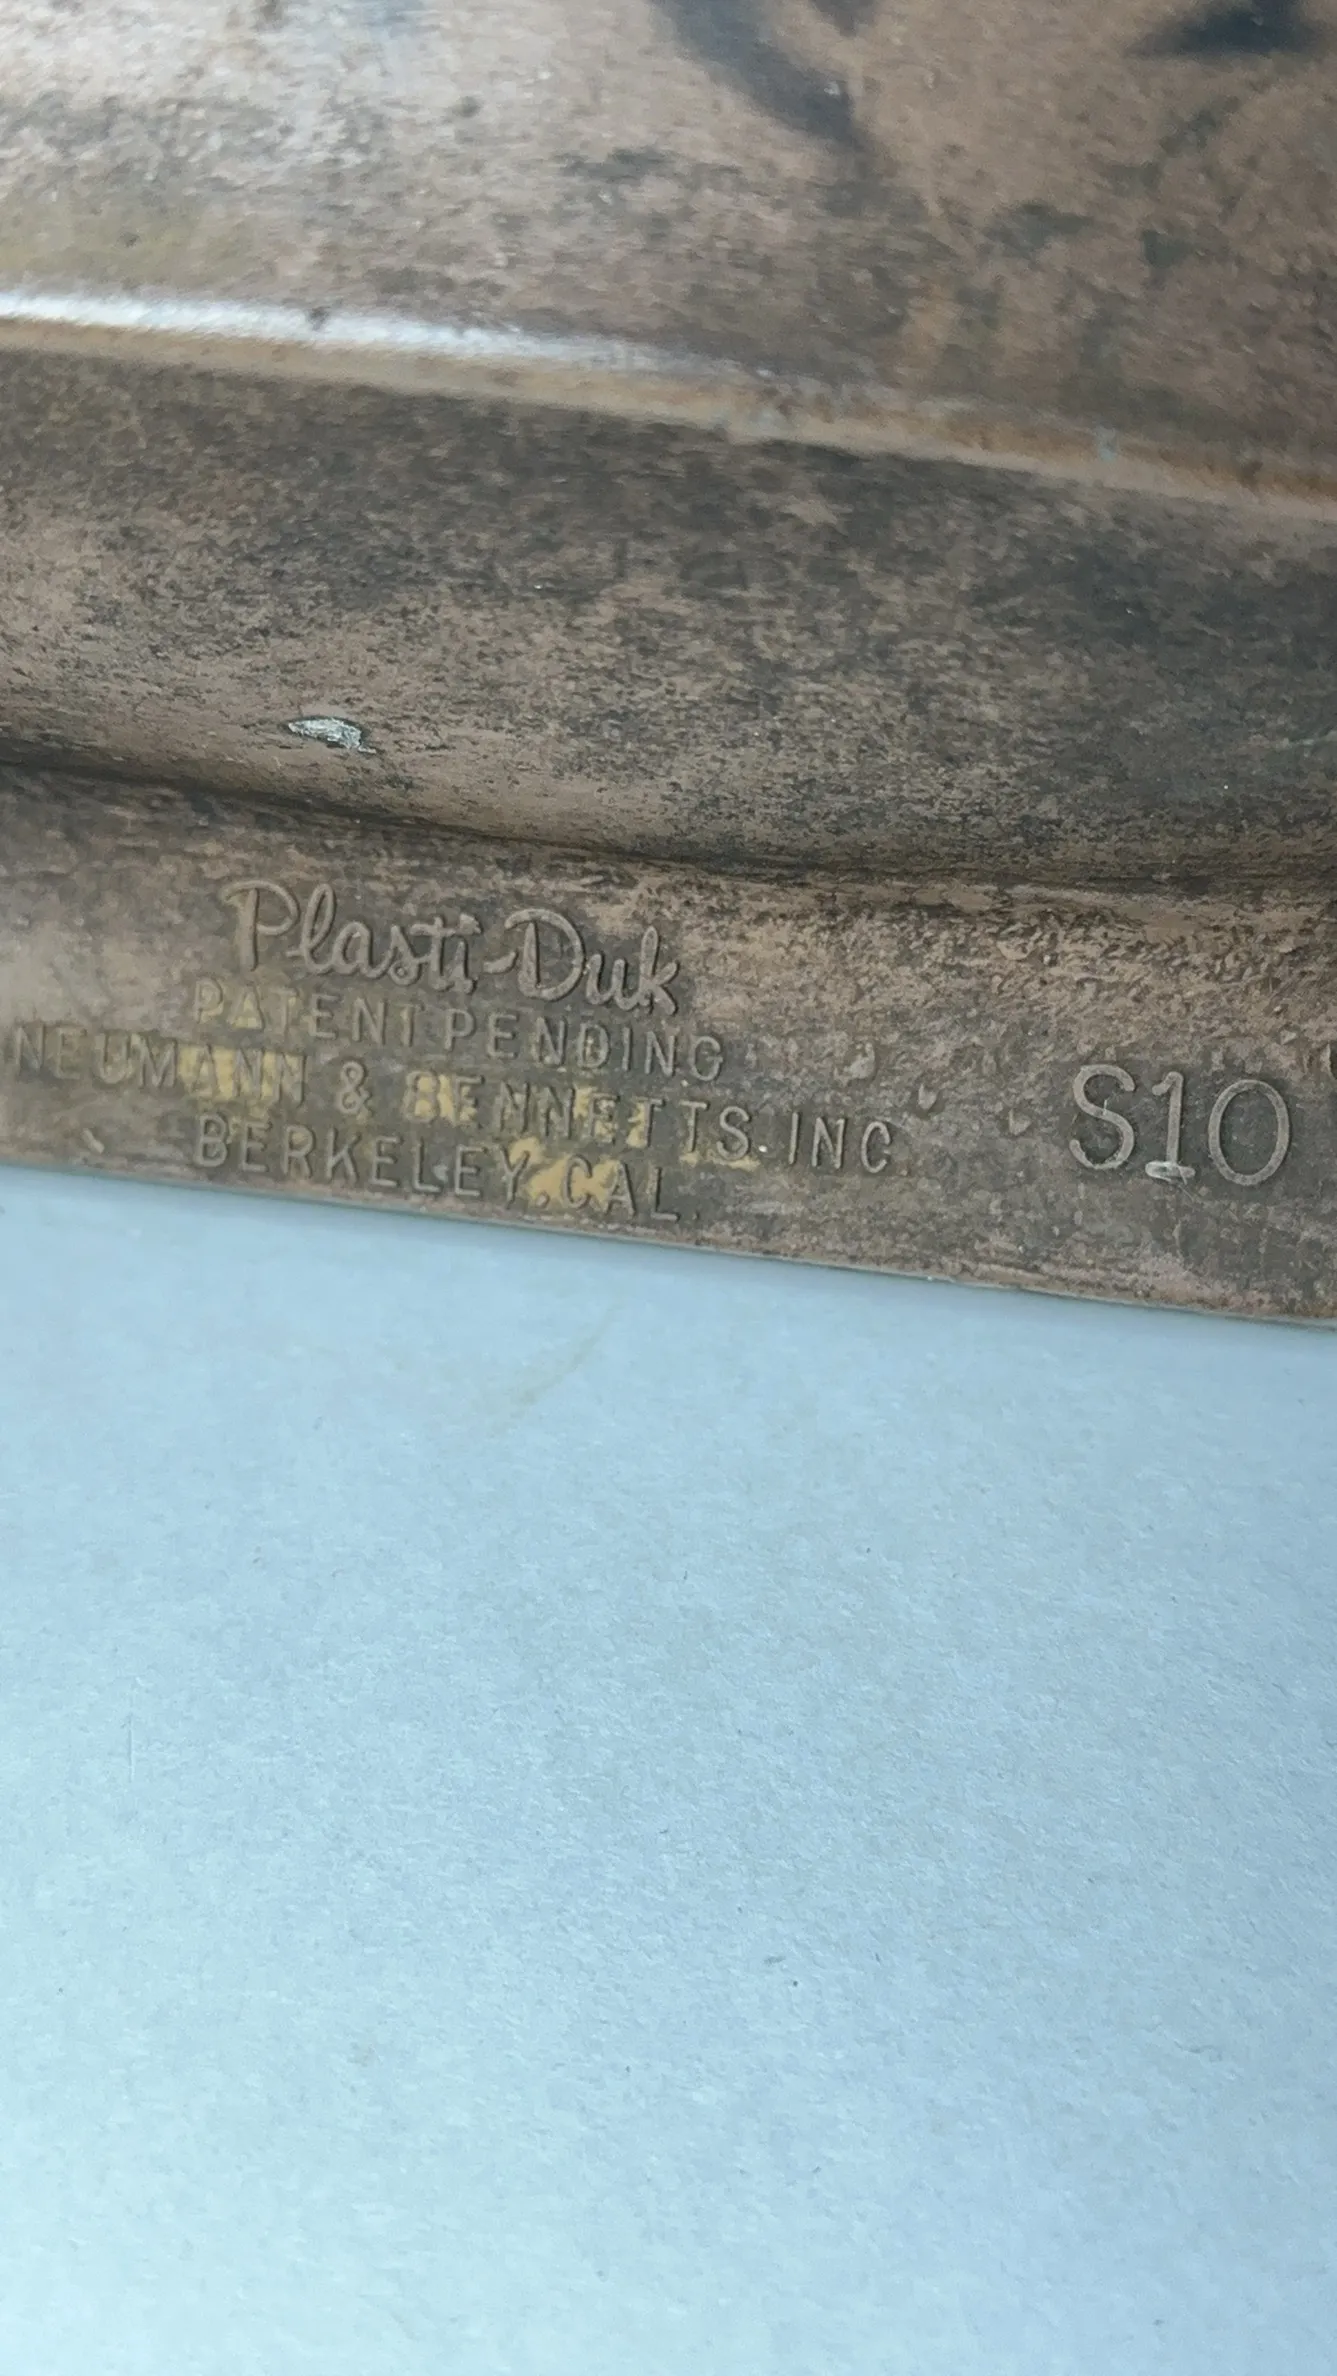 Plasti-Duk
PATENT PENDING
NEUMANN & BENNETTS. INC.
BERKELEY, CAL.
S10